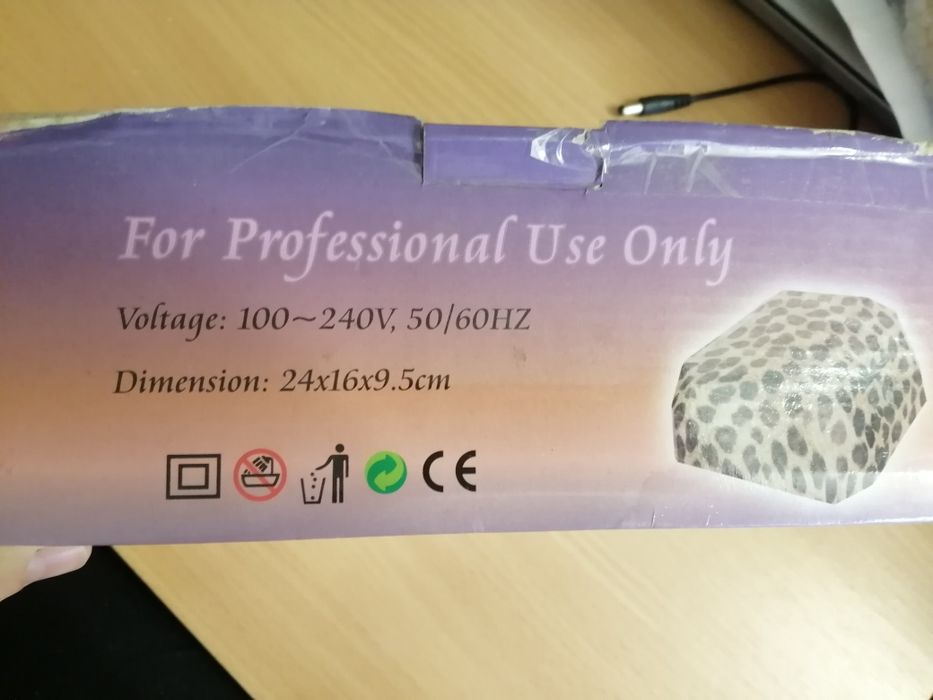 For Professional Use Only
Voltage: 100~240V, 50/60HZ
Dimension: 24x16x9.5cm
CE